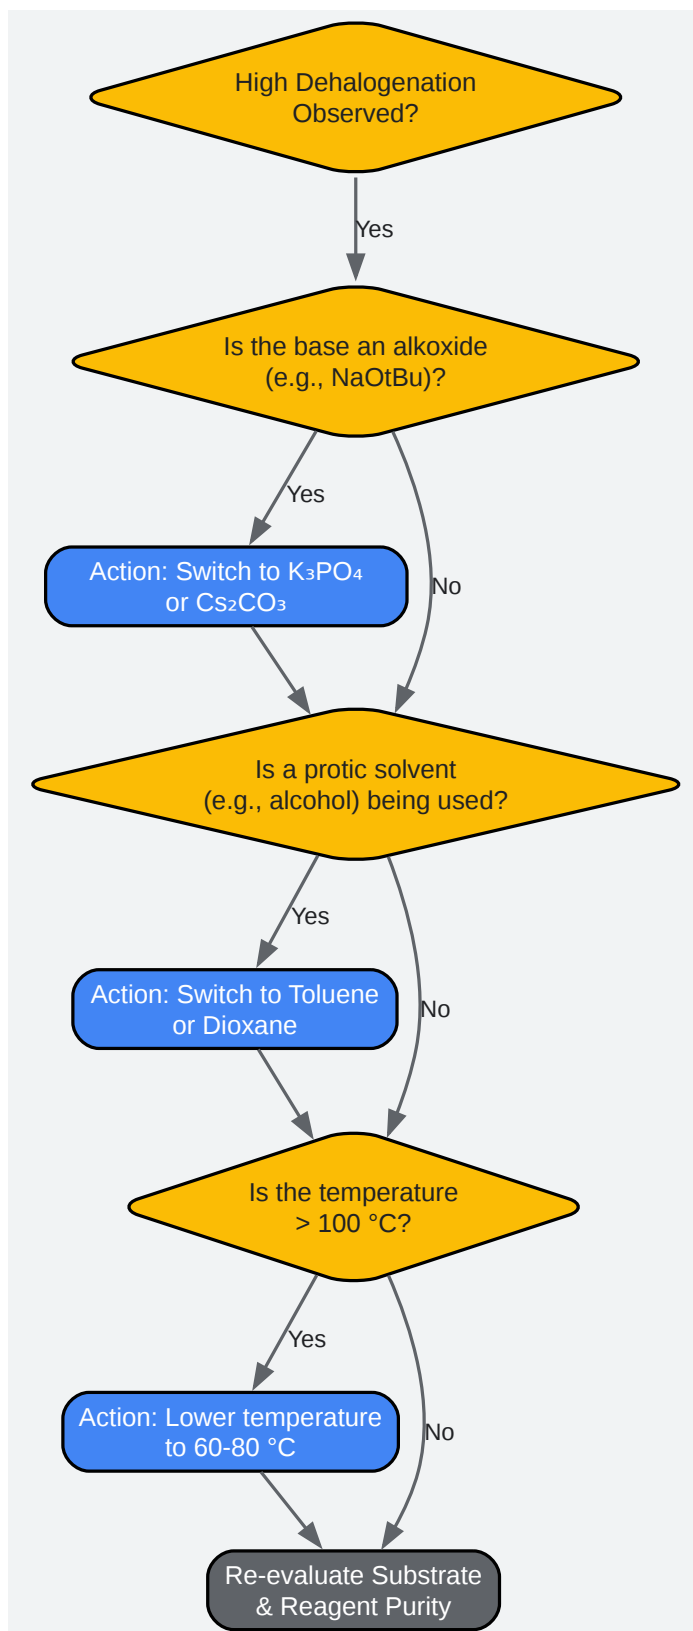 High Dehalogenation
Observed?
Yes
Is the base an alkoxide
(e.g., NaOtBu)?
Yes
No
Action: Switch to K₃PO₄
or Cs₂CO₃
Is a protic solvent
(e.g., alcohol) being used?
Yes
No
Action: Switch to Toluene
or Dioxane
Is the temperature
> 100 °C?
Yes
No
Action: Lower temperature
to 60-80 °C
Re-evaluate Substrate
& Reagent Purity